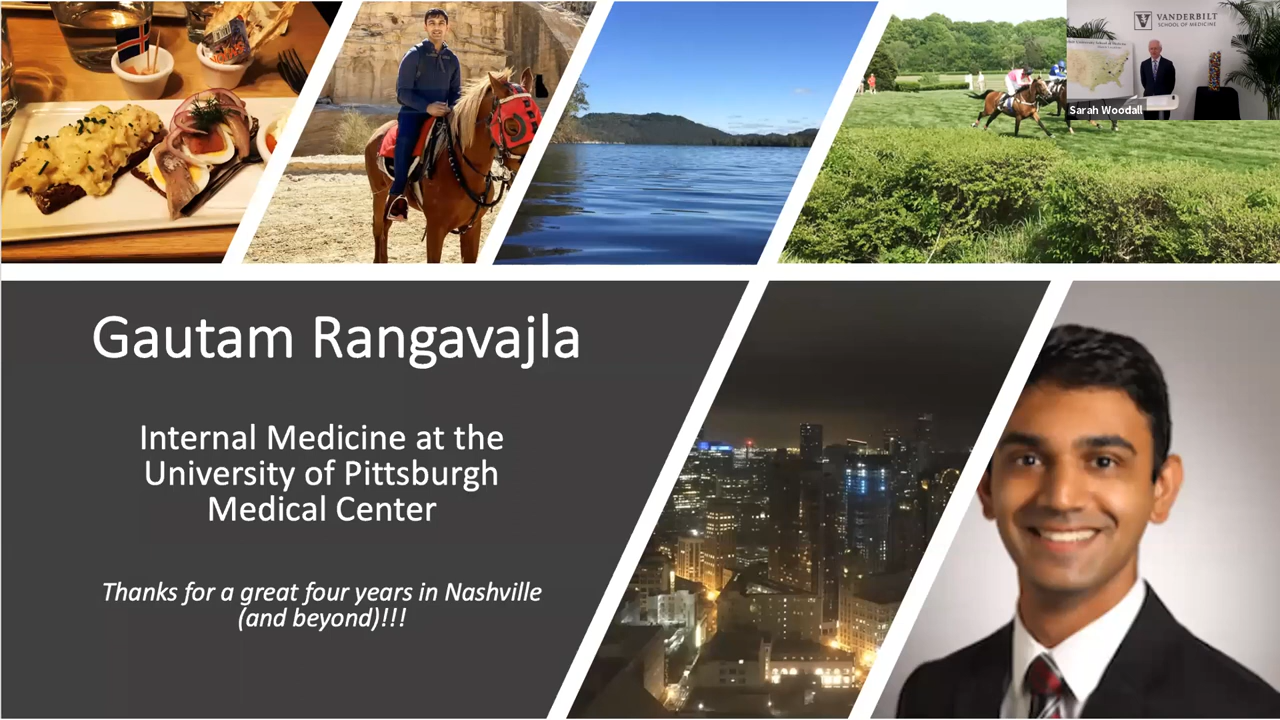 VANDERBILT
SCHOOL OF MEDICINE
Sarah Woodall
Gautam Rangavajla
Internal Medicine at the
University of Pittsburgh
Medical Center
Thanks for a great four years in Nashville
(and beyond)!!!